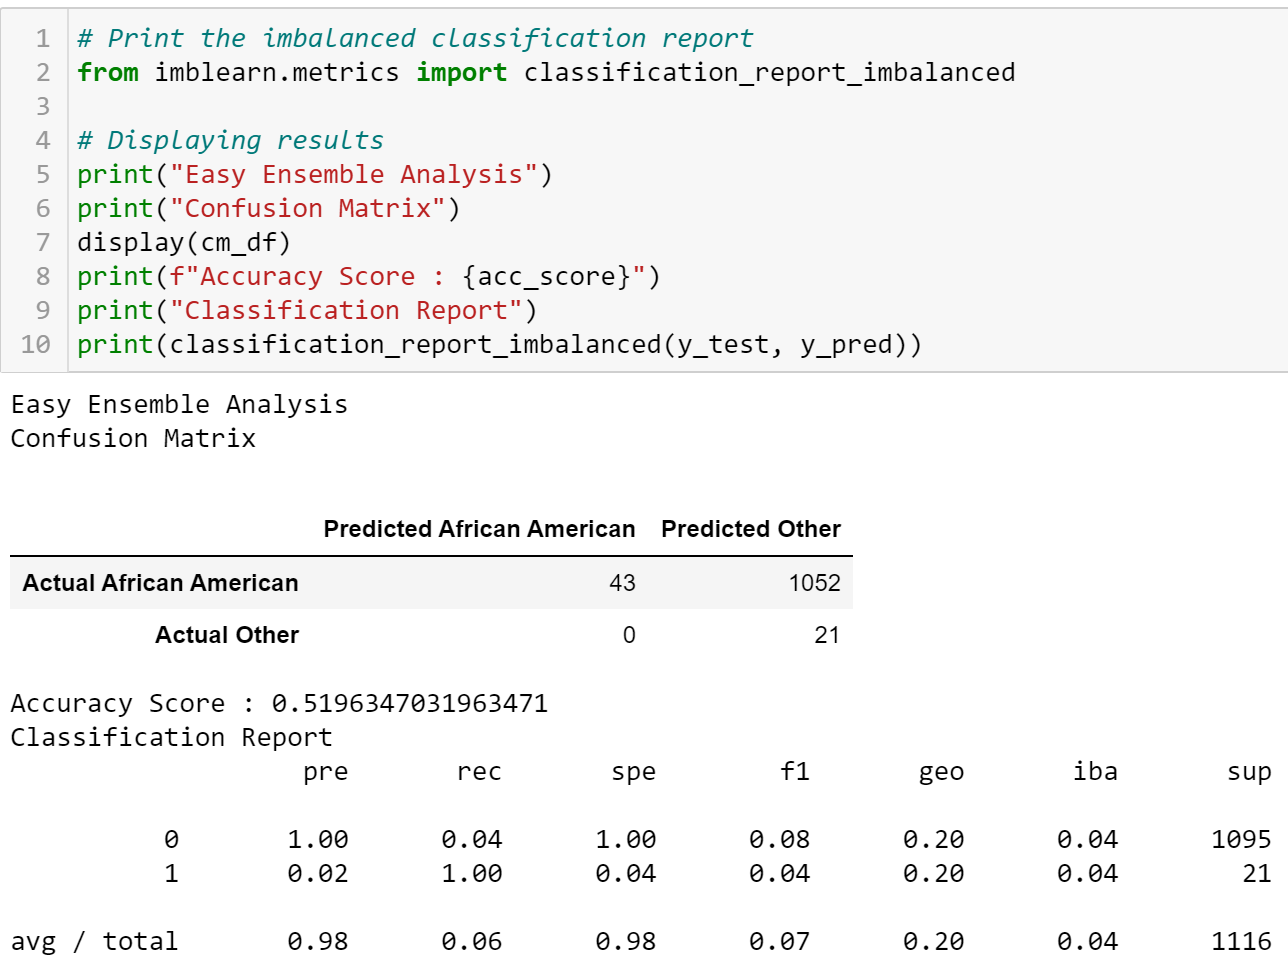 1 # Print the imbalanced classification report
2 from imblearn.metrics import classification_report_imbalanced
3
4 # Displaying results
5 print("Easy Ensemble Analysis")
6 print("Confusion Matrix")
7 display(cm_df)
8 print(f"Accuracy Score : {acc_score}")
9 print("Classification Report")
10 print(classification_report_imbalanced(y_test, y_pred))
Easy Ensemble Analysis
Confusion Matrix
Predicted African American Predicted Other
Actual African American 43 1052
Actual Other 0 21
Accuracy Score : 0.5196347031963471
Classification Report
pre rec spe f1 geo iba sup
0 1.00 0.04 1.00 0.08 0.20 0.04 1095
1 0.02 1.00 0.04 0.04 0.20 0.04 21
avg / total 0.98 0.06 0.98 0.07 0.20 0.04 1116